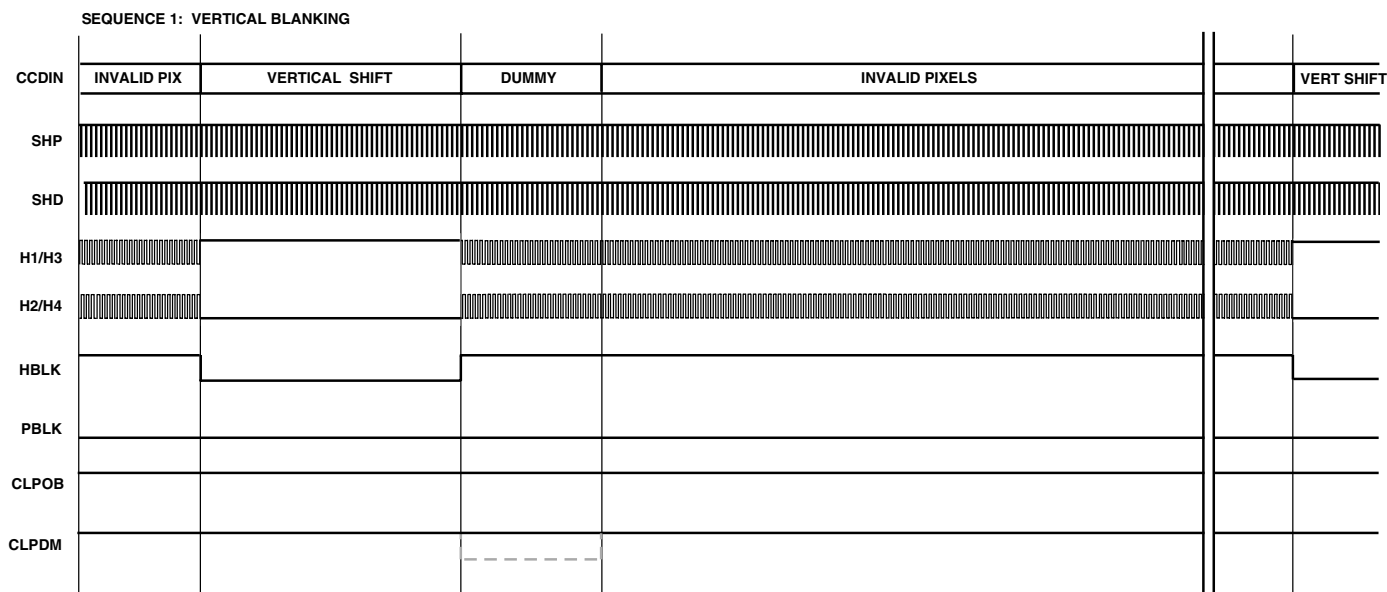 SEQUENCE 1: VERTICAL BLANKING
CCDIN INVALID PIX VERTICAL SHIFT DUMMY INVALID PIXELS VERT SHIFT
SHP
SHD
H1/H3
H2/H4
HBLK
PBLK
CLPOB
CLPDM